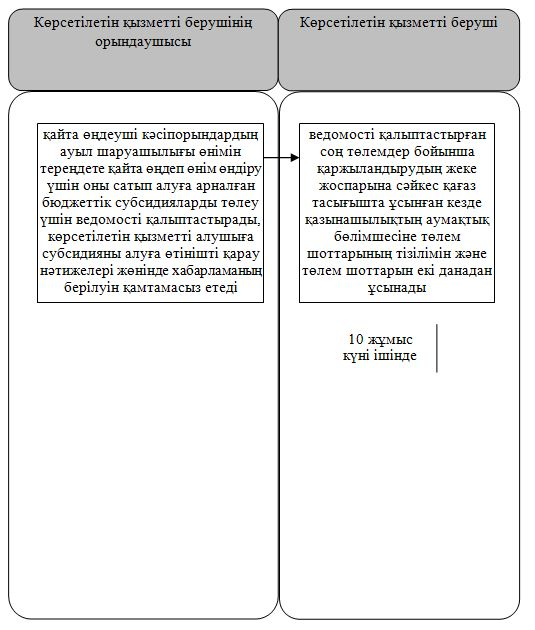 Көрсетілетін қызметті берушінің
орындаушысы
Көрсетілетін қызметті беруші
қайта өңдеуші кәсіпорындардың
ауыл шаруашылығы өнімін
тереңдете қайта өңдеп өнім өндіру
үшін оны сатып алуға арналған
бюджеттік субсидияларды төлеу
үшін ведомості қалыптастырады,
көрсетілетін қызметті алушыға
субсидияны алуға өтінішті қарау
нәтижелері жөнінде хабарламаның
берілуін қамтамасыз етеді
ведомості қалыптастырған
соң төлемдер бойынша
қаржыландырудың жеке
жоспарына сәйкес қағаз
тасығышта ұсынған кезде
қазынашылықтың аумақтық
бөлімшесіне төлем
шоттарының тізілімін және
төлем шоттарын екі данадан
ұсынады
10 жұмыс
күні ішінде